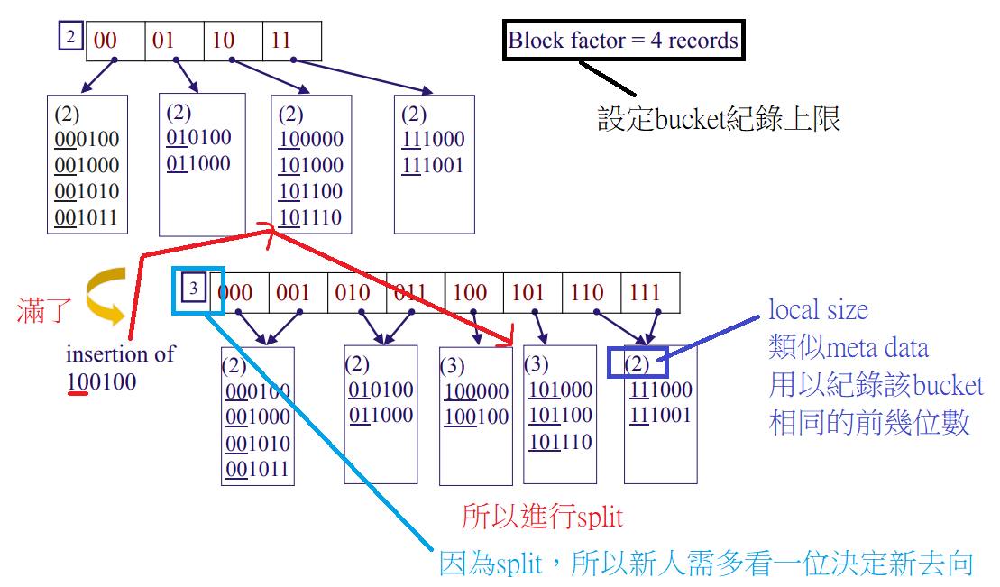 2 00 01 10 11
Block factor = 4 records
設定bucket紀錄上限
(2)
000100
001000
001010
001011
(2)
010100
011000
(2)
100000
101000
101100
101110
(2)
111000
111001
滿了
insertion of
100100
3 000 001 010 011 100 101 110 111
(2)
000100
001000
001010
001011
(2)
010100
011000
(3)
100000
100100
(3)
101000
101100
101110
(2)
111000
111001
local size
類似meta data
用以紀錄該bucket
相同的前幾位數
所以進行split
因為split，所以新人需多看一位決定新去向